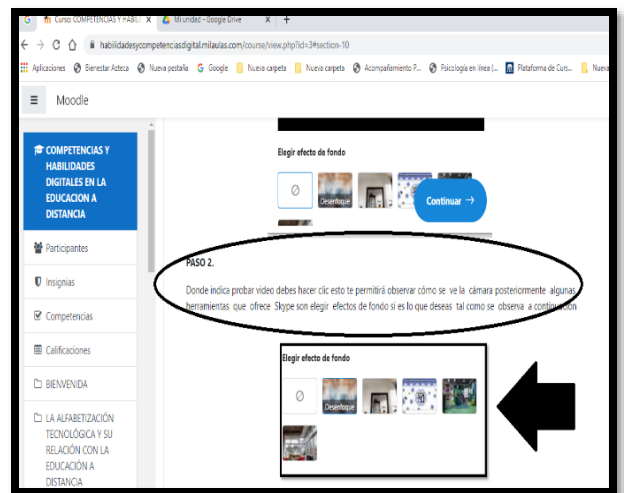 Curso: COMPETENCIAS Y HABIL X
Mi unidad - Google Drive X +
habilidadesycompetenciasdigital.milaulas.com/course/view.php?id=3#section-10
Aplicaciones Bienestar Azteca Nueva pestaña Google Nueva carpeta Nueva carpeta Acompañamiento P... Psicología en línea (... Plataforma de Curs... Nueva
Moodle
COMPETENCIAS Y
HABILIDADES
DIGITALES EN LA
EDUCACION A
DISTANCIA
Participantes
Insignias
Competencias
Calificaciones
BIENVENIDA
LA ALFABETIZACIÓN
TECNOLÓGICA Y SU
RELACIÓN CON LA
EDUCACIÓN A
DISTANCIA
Elegir efecto de fondo
Desenfoque
Continuar →
PASO 2.
Donde indica probar video debes hacer clic esto te permitirá observar cómo se ve la cámara posteriormente algunas
herramientas que ofrece Skype son elegir efectos de fondo si es lo que deseas tal como se observa a continuación
Elegir efecto de fondo
Desenfoque